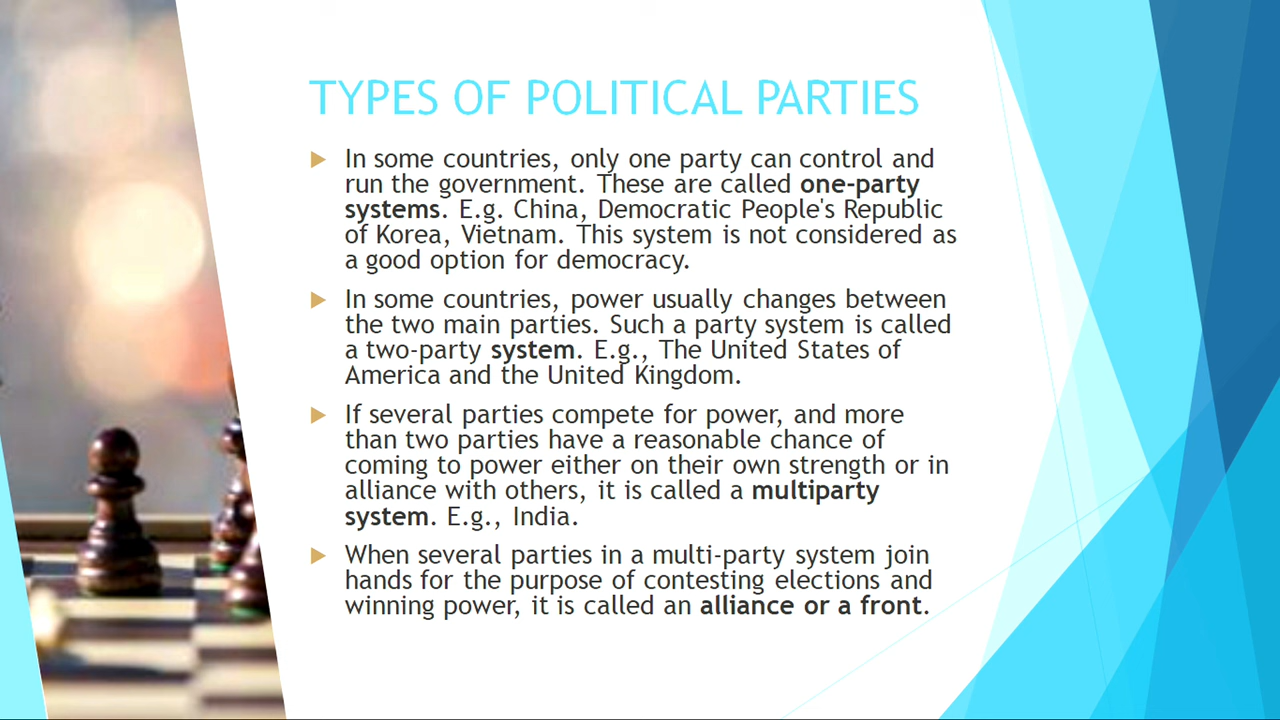 TYPES OF POLITICAL PARTIES
In some countries, only one party can control and
run the government. These are called one-party
systems. E.g. China, Democratic People's Republic
of Korea, Vietnam. This system is not considered as
a good option for democracy.
In some countries, power usually changes between
the two main parties. Such a party system is called
a two-party system. E.g., The United States of
America and the United Kingdom.
If several parties compete for power, and more
than two parties have a reasonable chance of
coming to power either on their own strength or in
alliance with others, it is called a multiparty
system. E.g., India.
When several parties in a multi-party system join
hands for the purpose of contesting elections and
winning power, it is called an alliance or a front.